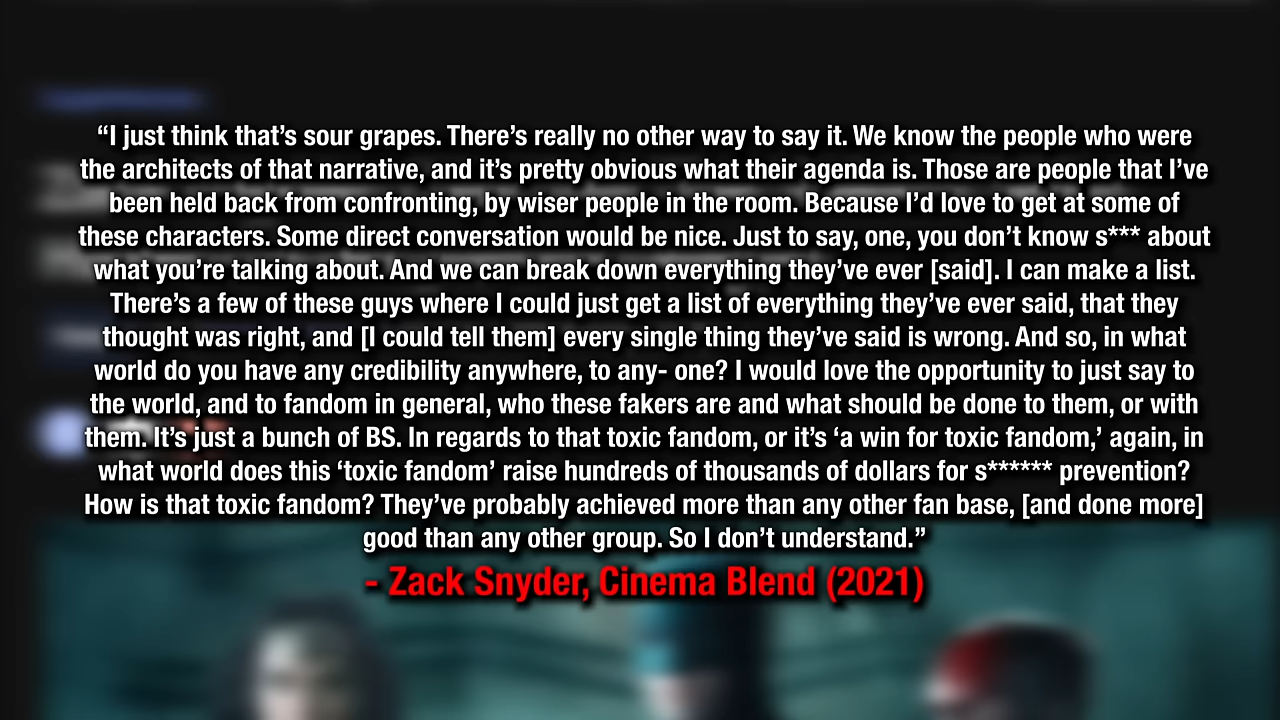 “I just think that’s sour grapes. There’s really no other way to say it. We know the people who were
the architects of that narrative, and it’s pretty obvious what their agenda is. Those are people that I’ve
been held back from confronting, by wiser people in the room. Because I’d love to get at some of
these characters. Some direct conversation would be nice. Just to say, one, you don’t know s*** about
what you’re talking about. And we can break down everything they’ve ever [said]. I can make a list.
There’s a few of these guys where I could just get a list of everything they’ve ever said, that they
thought was right, and [I could tell them] every single thing they’ve said is wrong. And so, in what
world do you have any credibility anywhere, to any- one? I would love the opportunity to just say to
the world, and to fandom in general, who these fakers are and what should be done to them, or with
them. It’s just a bunch of BS. In regards to that toxic fandom, or it’s ‘a win for toxic fandom,’ again, in
what world does this ‘toxic fandom’ raise hundreds of thousands of dollars for s****** prevention?
How is that toxic fandom? They’ve probably achieved more than any other fan base, [and done more]
good than any other group. So I don’t understand.”
- Zack Snyder, Cinema Blend (2021)